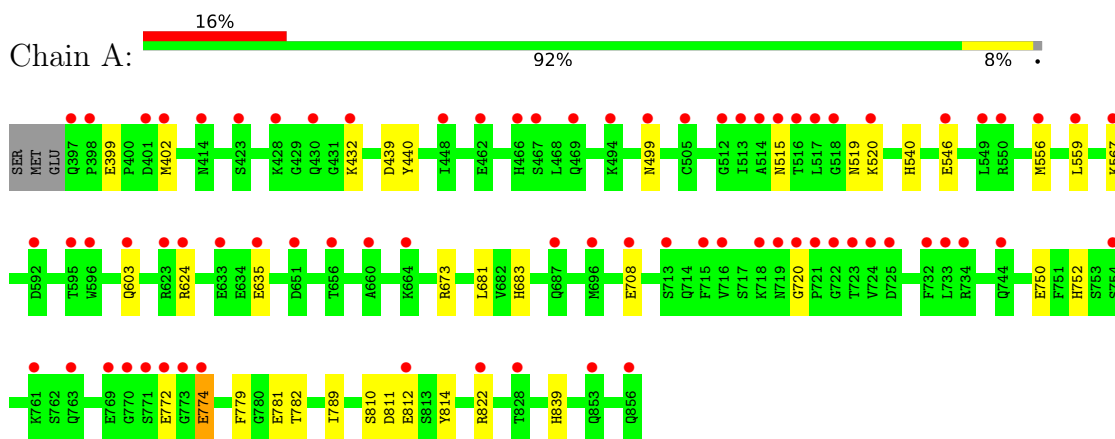 16%
Chain A:
92% 8% •
SER MET GLU Q397 P398 E399 P400 D401 M402 N414 S423 K428 G429 Q430 G431 K432 D439 Y440 I448 E462 H466 S467 L468 Q469 K494 N499 C505 G512 I513 A514 N515 T516 L517 G518 N519 K520 H540 E546 L549 R550 M556 L559 K567
D592 T595 W596 Q603 R623 R624 E633 E634 E635 D651 T656 A660 K664 R673 L681 V682 H683 Q687 M696 E708 S713 Q714 F715 V716 S717 K718 N719 G720 P721 G722 T723 V724 D725 F732 L733 R734 Q744 E750 F751 H752 S753 S754
K761 S762 Q763 E769 G770 S771 E772 G773 E774 F779 G780 E781 T782 I789 S810 D811 E812 S813 Y814 R822 T828 H839 Q853 Q856